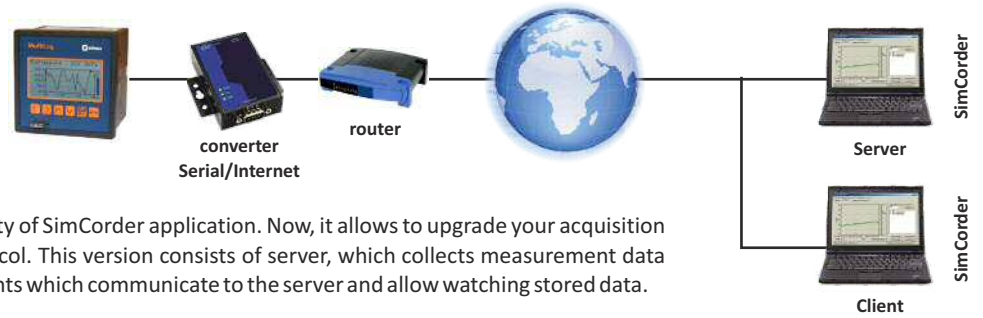 MultiLog
simex
converter
Serial/Internet
router
Server
SimCorder
Client
SimCorder
ty of SimCorder application. Now, it allows to upgrade your acquisition
col. This version consists of server, which collects measurement data
nts which communicate to the server and allow watching stored data.